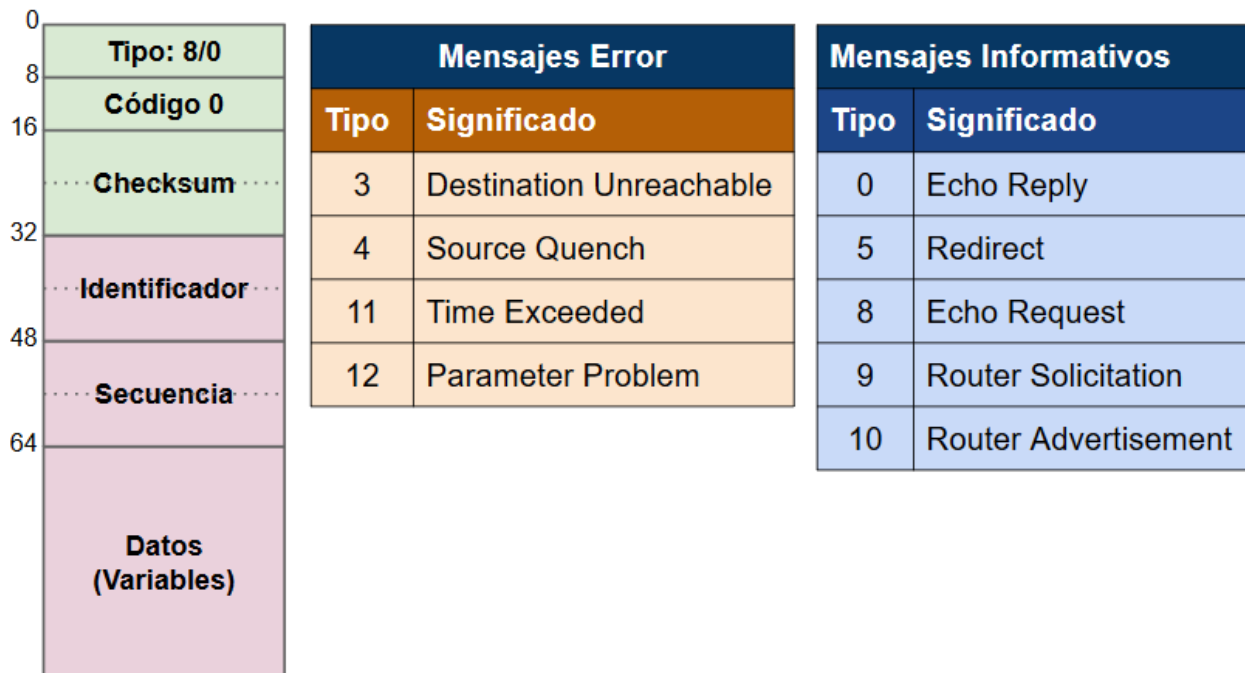 0
Tipo: 8/0
8
Código 0
16
Checksum
32
Identificador
48
Secuencia
64
Datos
(Variables)
Mensajes Error
Tipo Significado
3 Destination Unreachable
4 Source Quench
11 Time Exceeded
12 Parameter Problem
Mensajes Informativos
Tipo Significado
0 Echo Reply
5 Redirect
8 Echo Request
9 Router Solicitation
10 Router Advertisement